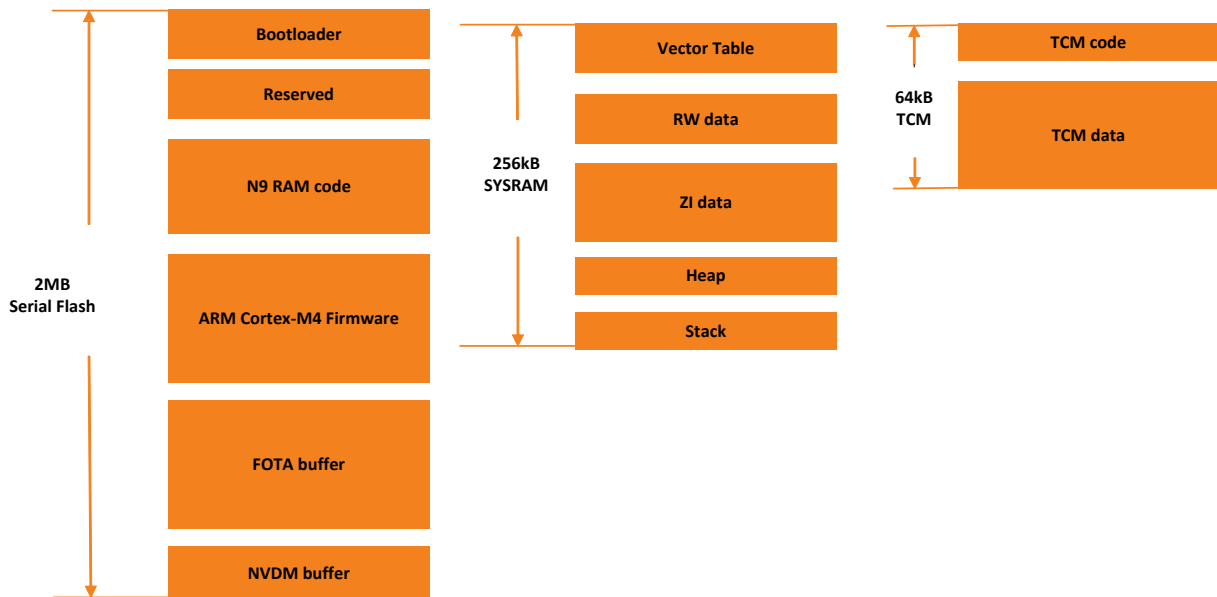 2MB
Serial Flash
Bootloader
Reserved
N9 RAM code
ARM Cortex-M4 Firmware
FOTA buffer
NVDM buffer
256kB
SYSRAM
Vector Table
RW data
ZI data
Heap
Stack
64kB
TCM
TCM code
TCM data